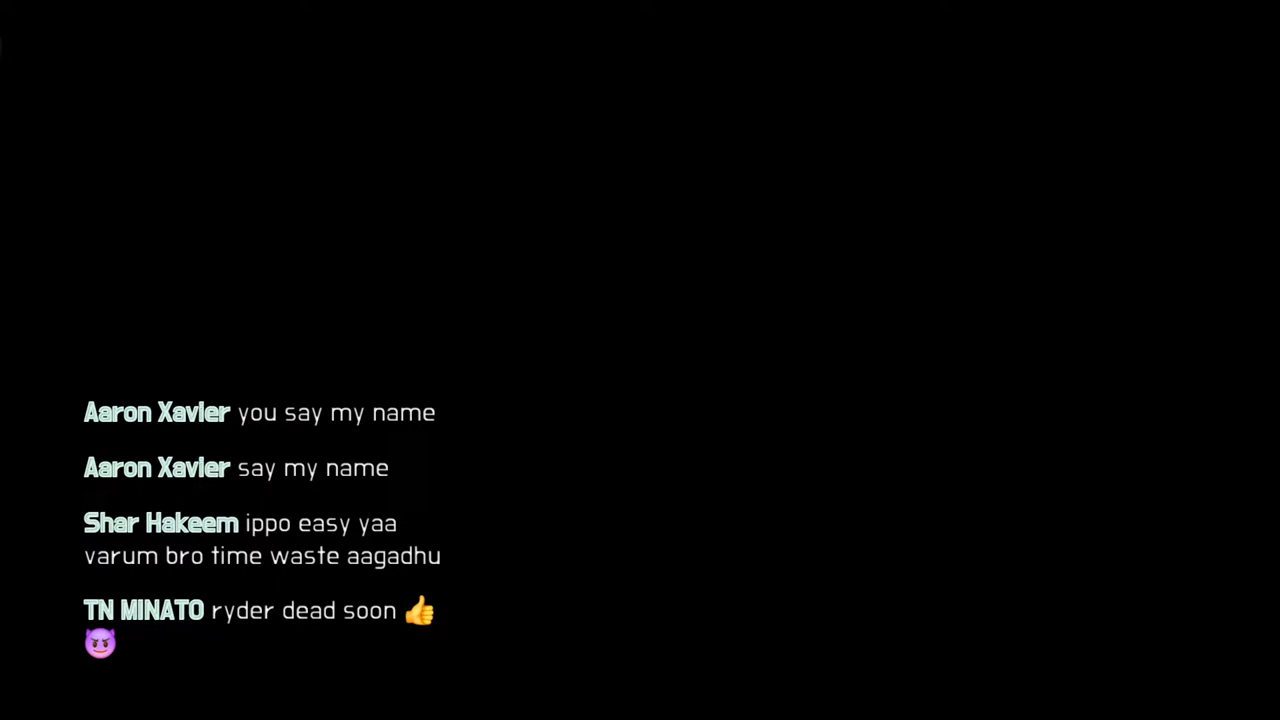 Aaron Xavier you say my name
Aaron Xavier say my name
Shar Hakeem ippo easy yaa
varum bro time waste aagadhu
TN MINATO ryder dead soon 👍
😈